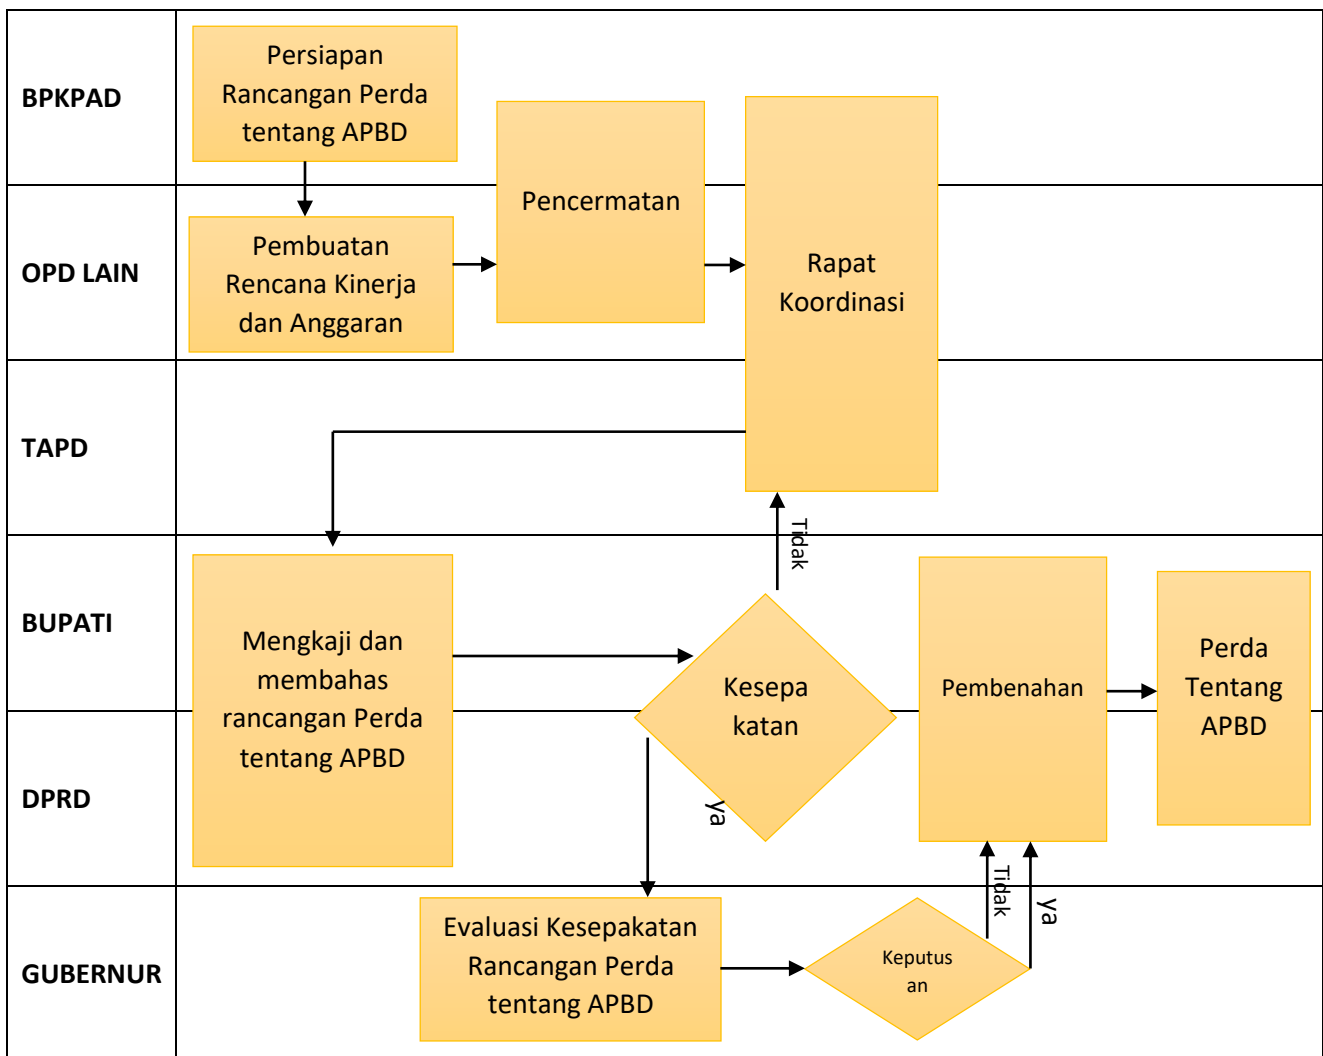 BPKPAD
Persiapan
Rancangan Perda
tentang APBD
OPD LAIN
Pembuatan
Rencana Kinerja
dan Anggaran
Pencermatan
Rapat
Koordinasi
TAPD
Tidak
BUPATI
Mengkaji dan
membahas
rancangan Perda
tentang APBD
Kesepa
katan
Pembenahan
Perda
Tentang
APBD
DPRD
ya
Tidak
ya
GUBERNUR
Evaluasi Kesepakatan
Rancangan Perda
tentang APBD
Keputus
an